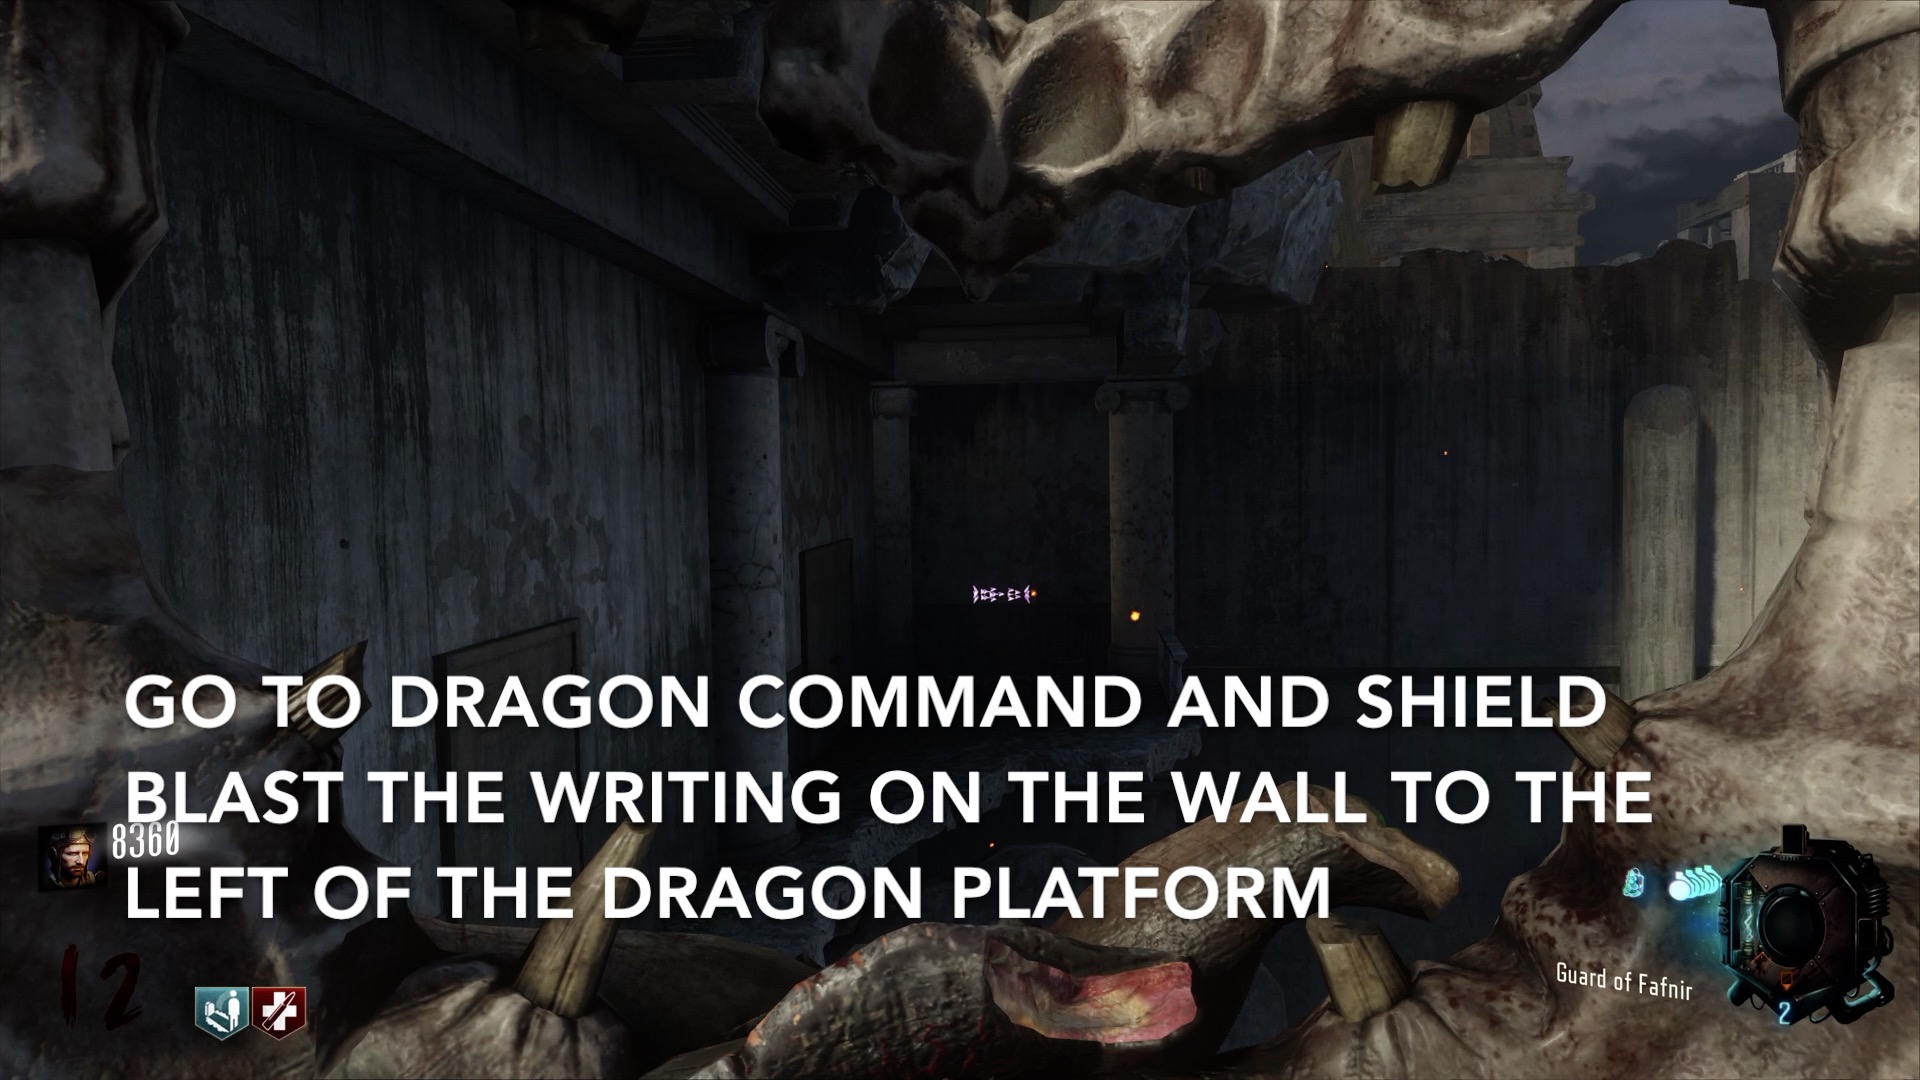 GO TO DRAGON COMMAND AND SHIELD
BLAST THE WRITING ON THE WALL TO THE
8360
LEFT OF THE DRAGON PLATFORM
12
Guard of Fafnir
2